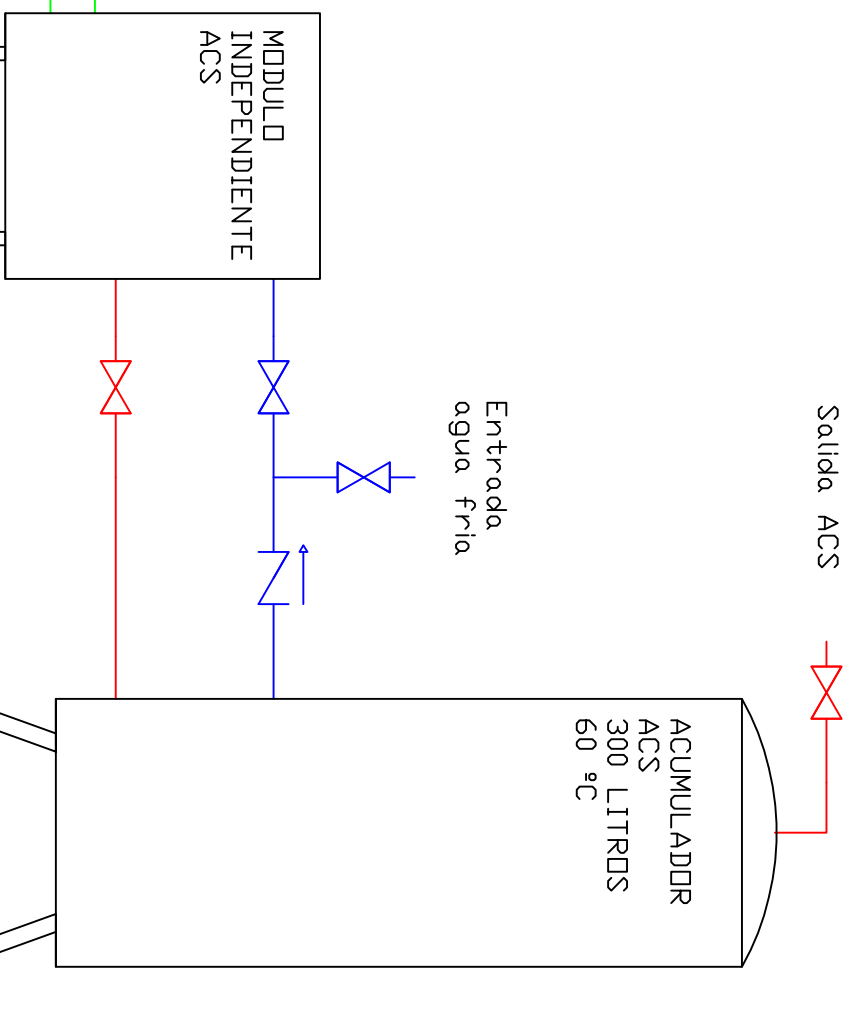 MODULO
INDEPENDIENTE
ACS
Entrada
agua fria
Salida ACS
ACUMULADOR
ACS
300 LITROS
60 ºC